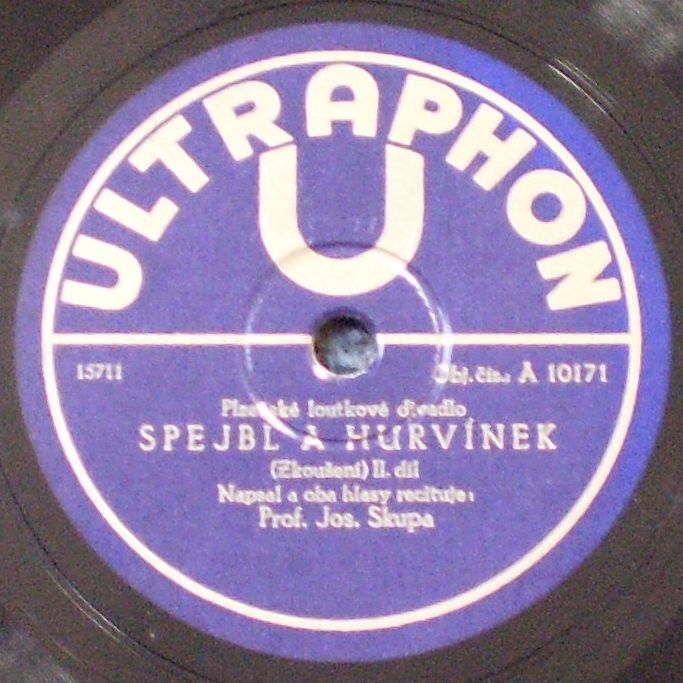 ULTRAPHON
U
15711
Obj. čís.: A 10171
Plzeňské loutkové divadlo
SPEJBL A HURVÍNEK
(Zkoušení) II. díl
Napsal a oba hlasy recituje:
Prof. Jos. Skupa